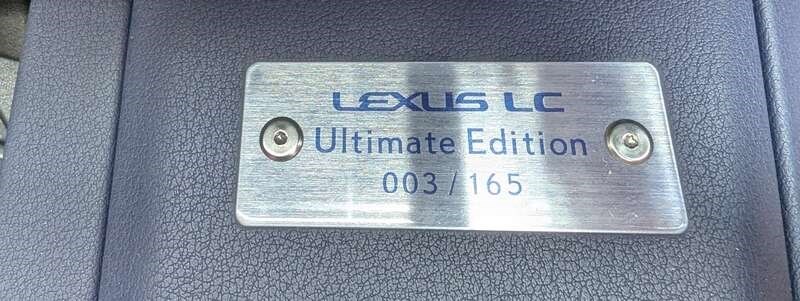 LEXUS LC
Ultimate Edition
003/165